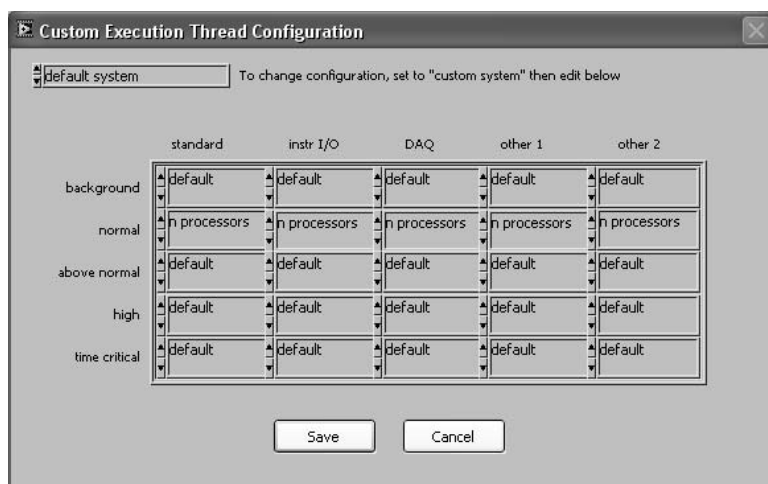 Custom Execution Thread Configuration
default system To change configuration, set to "custom system" then edit below
standard instr I/O DAQ other 1 other 2
background default default default default default
normal n processors n processors n processors n processors n processors
above normal default default default default default
high default default default default default
time critical default default default default default
Save Cancel